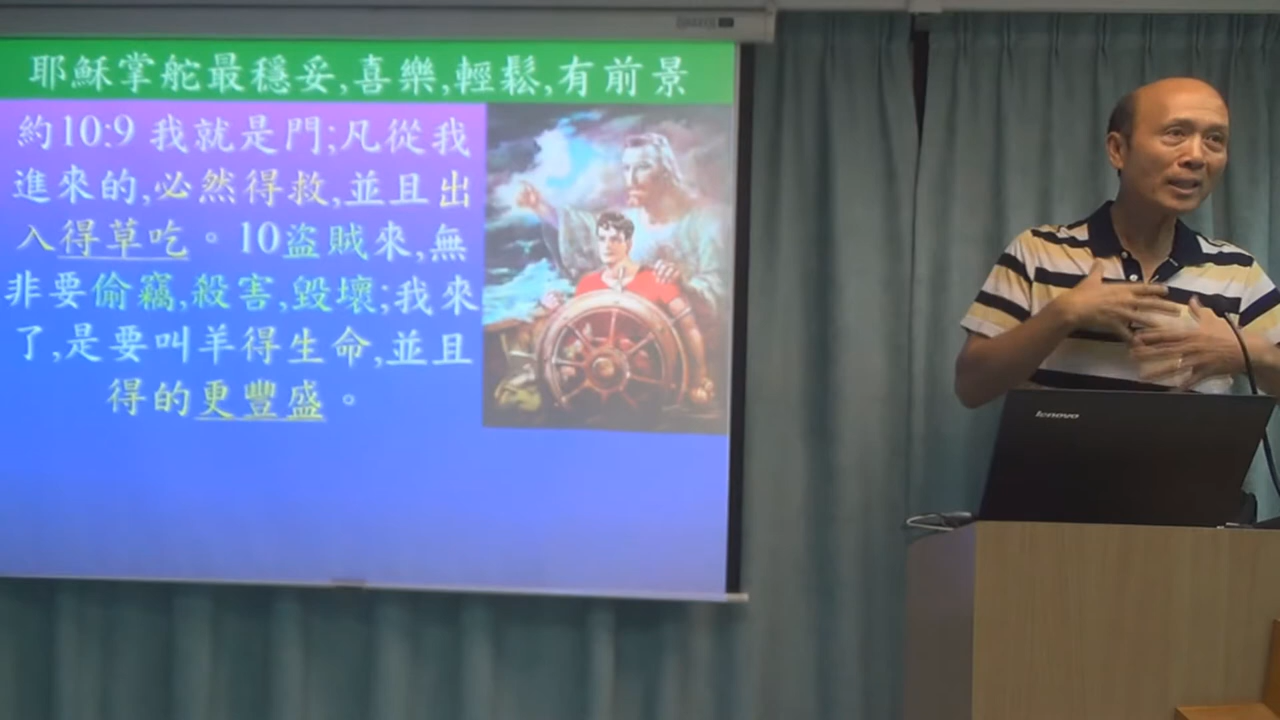 耶穌掌舵最穩妥,喜樂,輕鬆,有前景
約10:9 我就是門;凡從我
進來的,必然得救,並且出
入得草吃。10盜賊來,無
非要偷竊,殺害,毀壞;我來
了,是要叫羊得生命,並且
得的更豐盛。
lenovo